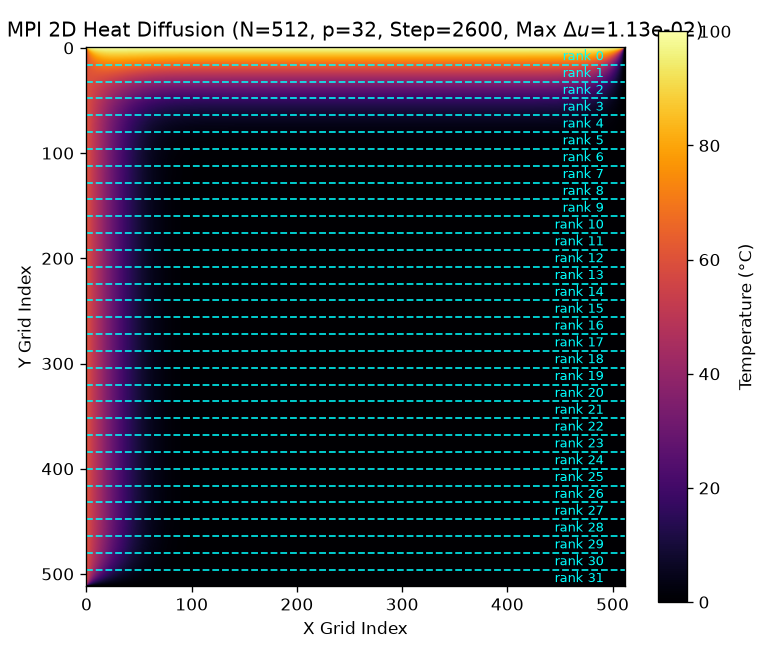 MPI 2D Heat Diffusion (N=512, p=32, Step=2600, Max Δu=1.13e-02)
0
100
200
300
400
500
Y Grid Index
rank 0
rank 1
rank 2
rank 3
rank 4
rank 5
rank 6
rank 7
rank 8
rank 9
rank 10
rank 11
rank 12
rank 13
rank 14
rank 15
rank 16
rank 17
rank 18
rank 19
rank 20
rank 21
rank 22
rank 23
rank 24
rank 25
rank 26
rank 27
rank 28
rank 29
rank 30
rank 31
0 100 200 300 400 500
X Grid Index
100
80
60
40
20
0
Temperature (°C)